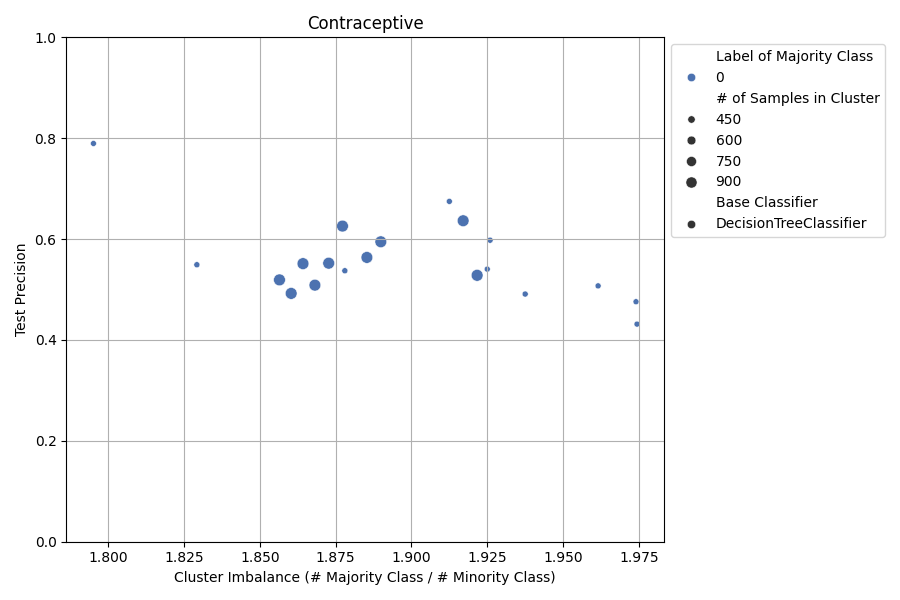 Contraceptive
Test Precision
1.0
0.8
0.6
0.4
0.2
0.0
1.800 1.825 1.850 1.875 1.900 1.925 1.950 1.975
Cluster Imbalance (# Majority Class / # Minority Class)
Label of Majority Class
0
# of Samples in Cluster
450
600
750
900
Base Classifier
DecisionTreeClassifier